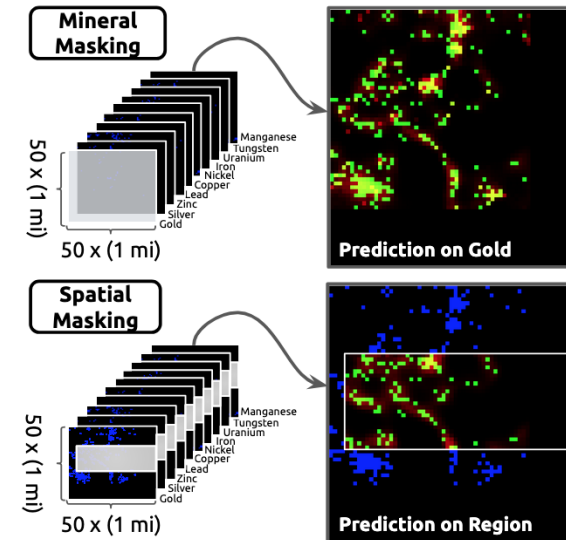 Mineral
Masking
Manganese
Tungsten
Uranium
Iron
Nickel
Copper
Lead
Zinc
Silver
Gold
50 x (1 mi)
50 x (1 mi)
Prediction on Gold
Spatial
Masking
Manganese
Tungsten
Uranium
Iron
Nickel
Copper
Lead
Zinc
Silver
Gold
50 x (1 mi)
50 x (1 mi)
Prediction on Region